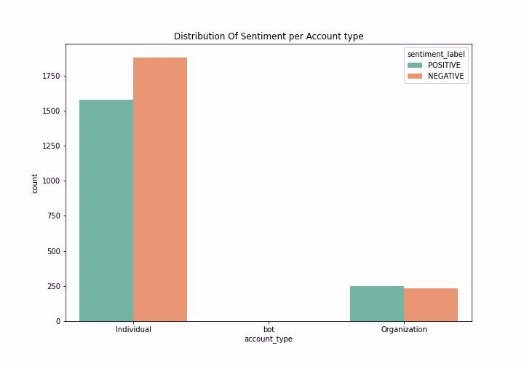 Distribution Of Sentiment per Account type
sentiment_label
POSITIVE
NEGATIVE
count
1750
1500
1250
1000
750
500
250
0
Individual
bot
Organization
account_type